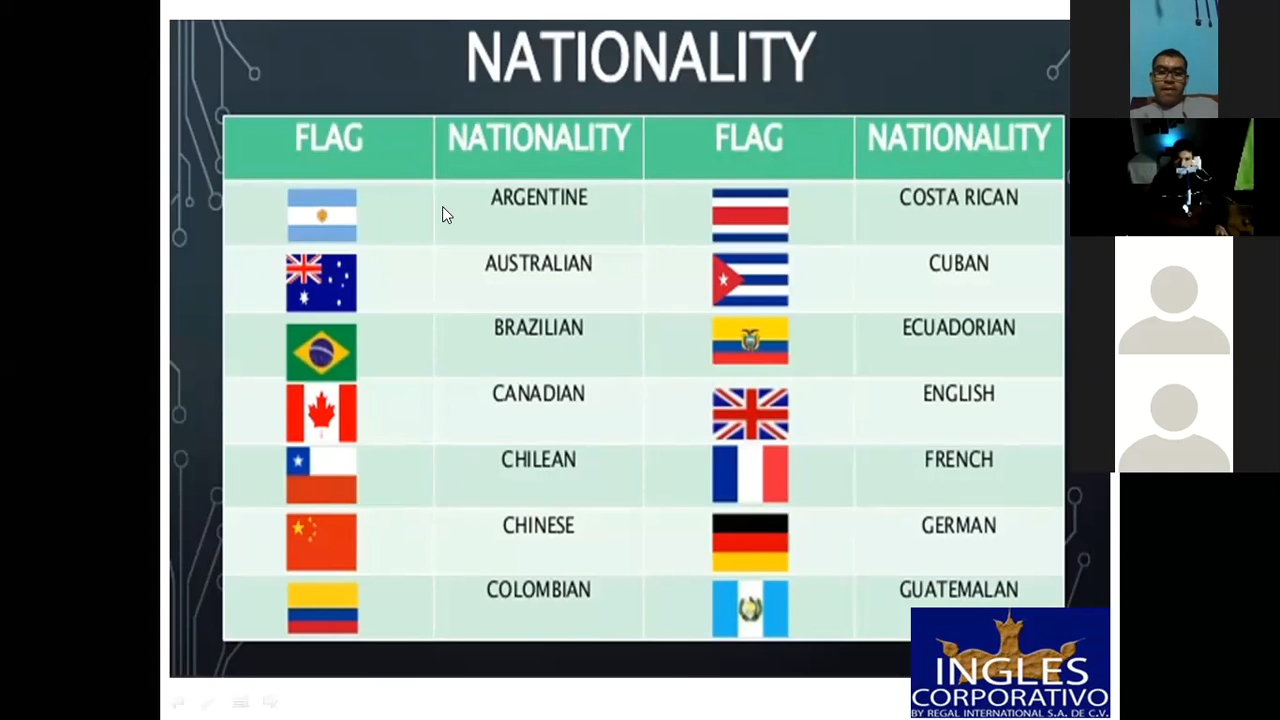 NATIONALITY
FLAG NATIONALITY FLAG NATIONALITY
ARGENTINE COSTA RICAN
AUSTRALIAN CUBAN
BRAZILIAN ECUADORIAN
CANADIAN ENGLISH
CHILEAN FRENCH
CHINESE GERMAN
COLOMBIAN GUATEMALAN
INGLES
CORPORATIVO
BY REGAL INTERNATIONAL S.A. DE C.V.